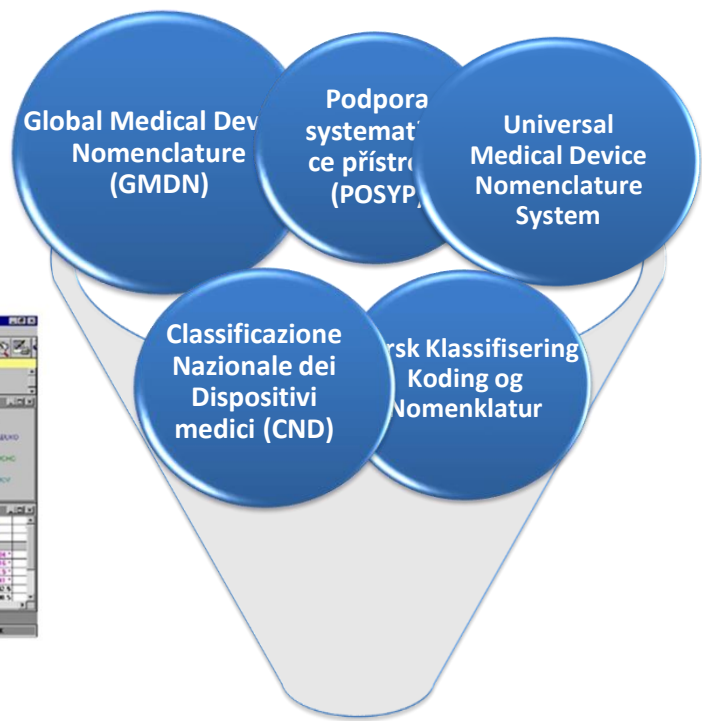 Global Medical Dev
Nomenclature
(GMDN)
Podpora
systemati
ce přístro
(POSYP)
Universal
Medical Device
Nomenclature
System
Classificazione
Nazionale dei
Dispositivi
medici (CND)
rsk Klassifisering
Koding og
Nomenklatur